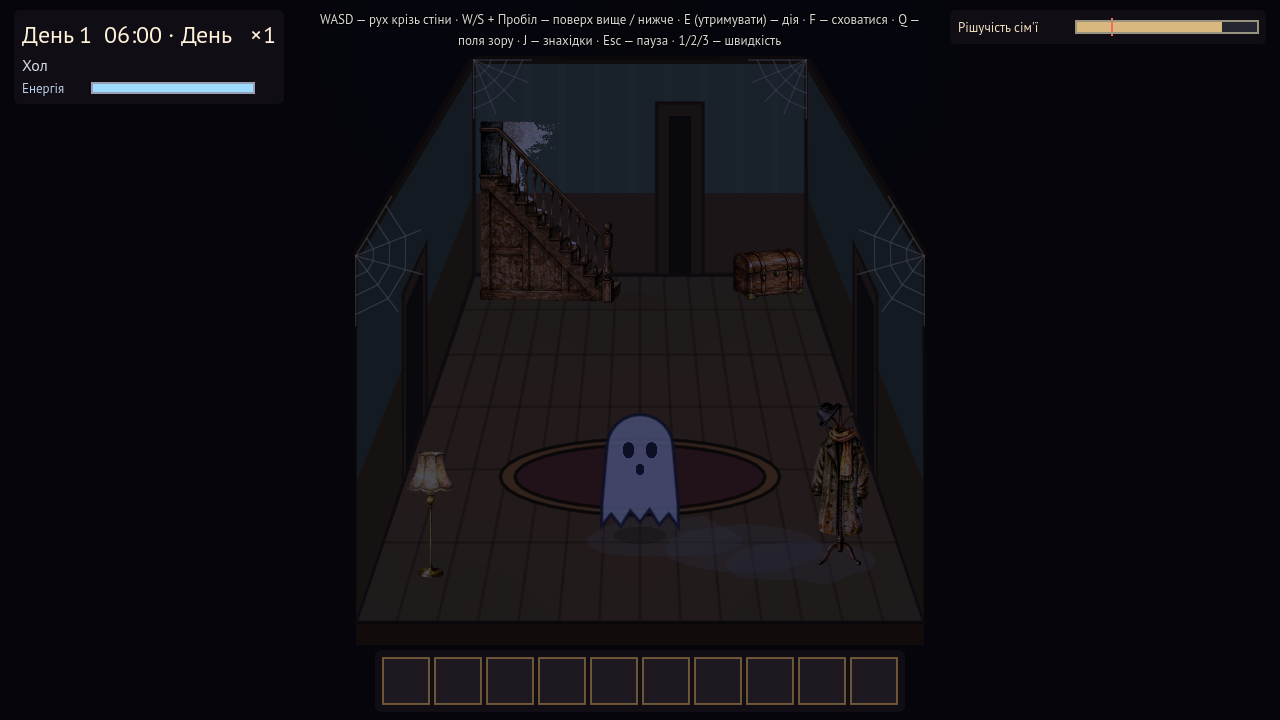 День 1 06:00 · День ×1
Хол
Енергія
WASD — рух крізь стіни · W/S + Пробіл — поверх вище / нижче · E (утримувати) — дія · F — сховатися · Q —
поля зору · J — знахідки · Esc — пауза · 1/2/3 — швидкість
Рішучість сім'ї